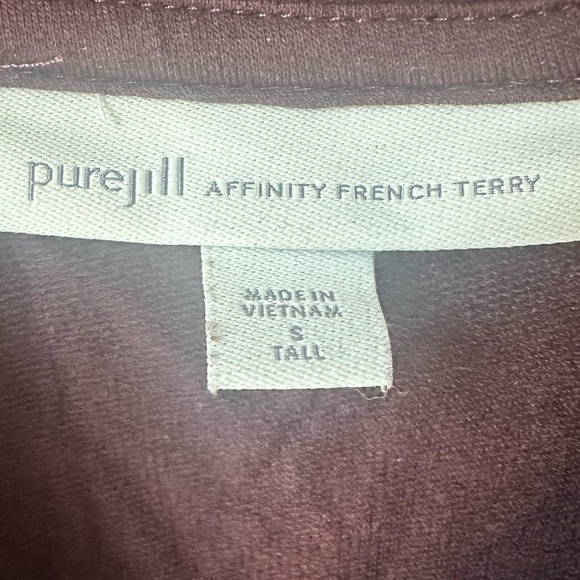 purejill AFFINITY FRENCH TERRY
MADE IN
VIETNAM
S
TALL